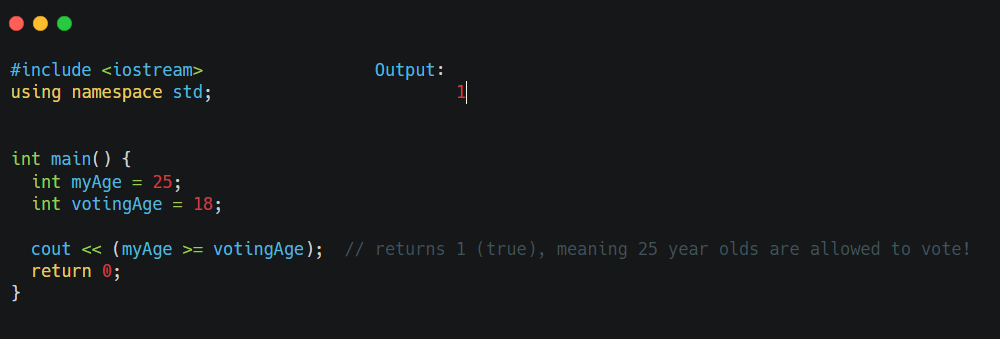 #include <iostream>                 Output:
using namespace std;                        1


int main() {
  int myAge = 25;
  int votingAge = 18;

  cout << (myAge >= votingAge);  // returns 1 (true), meaning 25 year olds are allowed to vote!
  return 0;
}